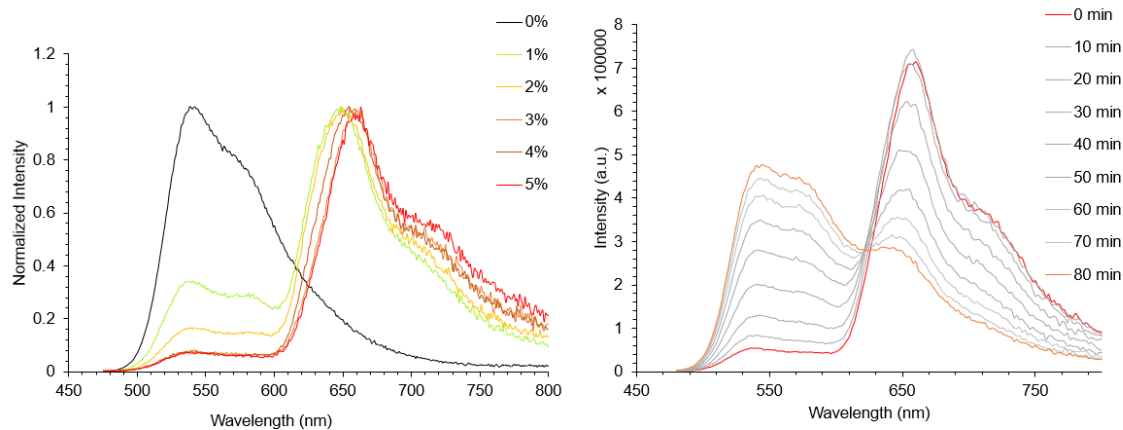 0%
1%
2%
3%
4%
5%
1.2
1
0.8
0.6
0.4
0.2
0
450 500 550 600 650 700 750 800
Normalized Intensity
Wavelength (nm)
0 min
10 min
20 min
30 min
40 min
50 min
60 min
70 min
80 min
x 100000
8
7
6
5
4
3
2
1
0
450 550 650 750
Intensity (a.u.)
Wavelength (nm)